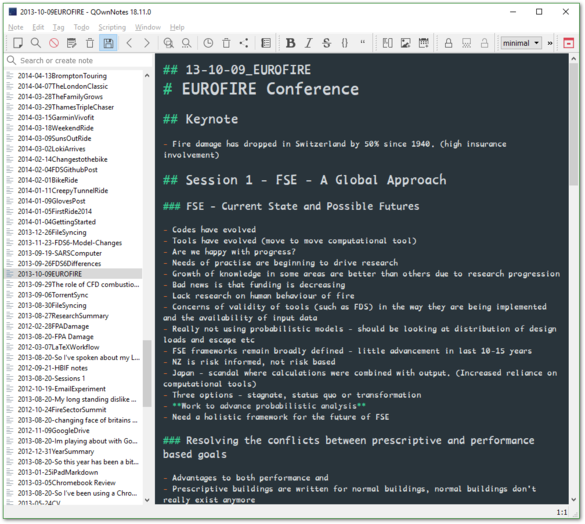 2013-10-09EUROFIRE - QOwnNotes 18.11.0
Note Edit Tag Todo Scripting Window Help
B I S {} “ minimal »
Search or create note
2014-04-13BromptonTouring
2014-04-07TheLondonClassic
2014-03-28TheFamilyGrows
2014-03-29ThamesTripleChaser
2014-03-15GarminVivofit
2014-03-18WeekendRide
2014-03-09SunsOutRide
2014-03-02LokiArrives
2014-02-14Changestothebike
2014-02-04FDSGithubPost
2014-02-01BikeRide
2014-01-11CreepyTunnelRide
2014-01-09GlovesPost
2014-01-05FirstRide2014
2014-01-04GettingStarted
2013-12-26FileSyncing
2013-11-23-FDS6-Model-Changes
2013-09-19-SARSComputer
2013-09-26FDS6Differences
2013-10-09EUROFIRE
2013-09-29The role of CFD combustio...
2013-09-06TorrentSync
2013-08-30FileSyncing
2013-08-27ResearchSummary
2012-02-28FPADamage
2013-08-20-FPA Damage
2012-03-07LaTeXWorkflow
2013-08-20-So I've spoken about my L...
2012-09-21-HBIF notes
2013-08-20-Sessions 1
2012-10-19-EmailExperiment
2013-08-20-My long standing dislike ...
2012-10-24FireSectorSummit
2013-08-20-changing face of britains ...
2012-11-09GoogleDrive
2013-08-20-Im playing about with Go...
2012-12-31YearSummary
2013-08-20-So this year has been a bit...
2013-01-25iPadMarkdown
2013-03-05Chromebook Review
2013-08-20-So I've been using a Chro...
2013-05-24CV
## 13-10-09_EUROFIRE
# EUROFIRE Conference
## Keynote
- Fire damage has dropped in Switzerland by 50% since 1940. (high insurance
involvement)
## Session 1 - FSE - A Global Approach
### FSE - Current State and Possible Futures
- Codes have evolved
- Tools have evolved (move to move computational tool)
- Are we happy with progress?
- Needs of practise are beginning to drive research
- Growth of knowledge in some areas are better than others due to research progression
- Bad news is that funding is decreasing
- Lack research on human behaviour of fire
- Concerns of validity of tools (such as FDS) in the way they are being implemented
and the availability of input data
- Really not using probabilistic models - should be looking at distribution of design
loads and escape etc
- FSE frameworks remain broadly defined - little advancement in last 10-15 years
- NZ is risk informed, not risk based
- Japan - scandal where calculations were combined with output. (Increased reliance on
computational tools)
- Three options - stagnate, status quo or transformation
- **Work to advance probabilistic analysis**
- Need a holistic framework for the future of FSE
### Resolving the conflicts between prescriptive and performance
based goals
- Advantages to both performance and
- Prescriptive buildings are written for normal buildings, normal buildings don't
really exist anymore
1:1